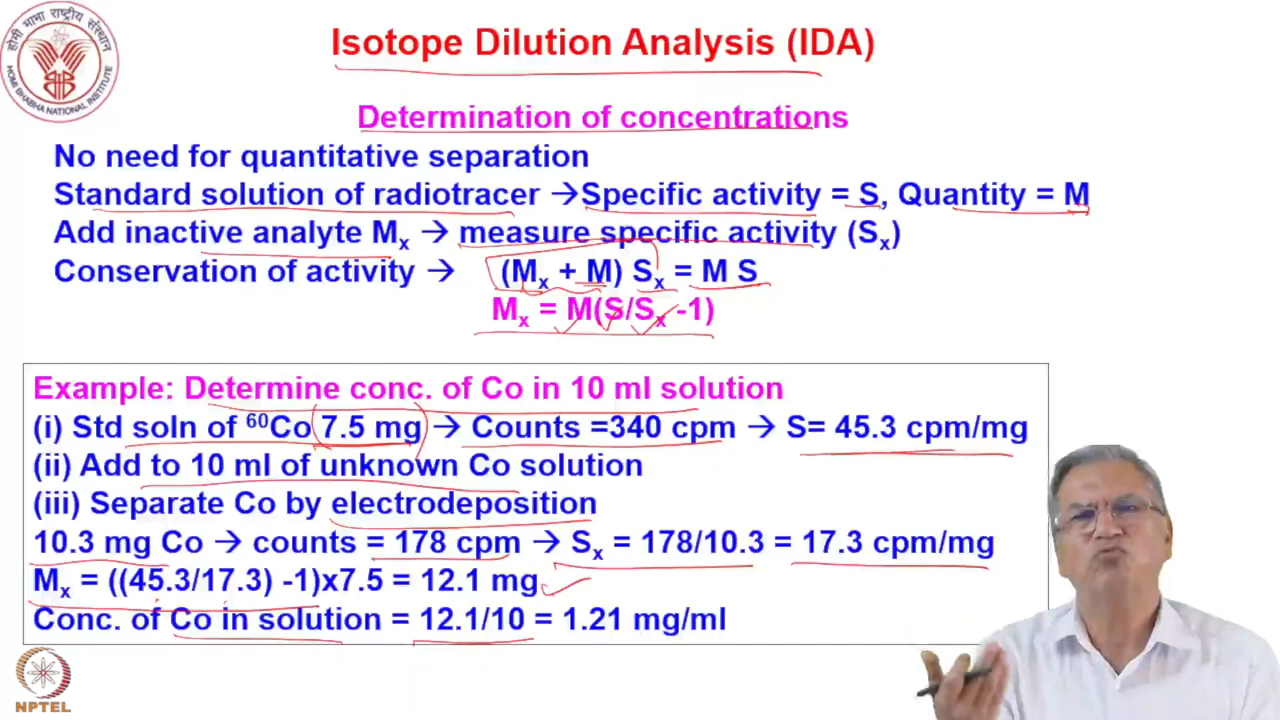 होमी भाभा राष्ट्रीय संस्थान
HOMI BHABHA NATIONAL INSTITUTE
Isotope Dilution Analysis (IDA)
Determination of concentrations
No need for quantitative separation
Standard solution of radiotracer →Specific activity = S, Quantity = M
Add inactive analyte Mₓ → measure specific activity (Sₓ)
Conservation of activity → (Mₓ + M) Sₓ = M S
Mₓ = M(S/Sₓ -1)
Example: Determine conc. of Co in 10 ml solution
(i) Std soln of ⁶⁰Co 7.5 mg → Counts =340 cpm → S= 45.3 cpm/mg
(ii) Add to 10 ml of unknown Co solution
(iii) Separate Co by electrodeposition
10.3 mg Co → counts = 178 cpm → Sₓ = 178/10.3 = 17.3 cpm/mg
Mₓ = ((45.3/17.3) -1)x7.5 = 12.1 mg
Conc. of Co in solution = 12.1/10 = 1.21 mg/ml
NPTEL